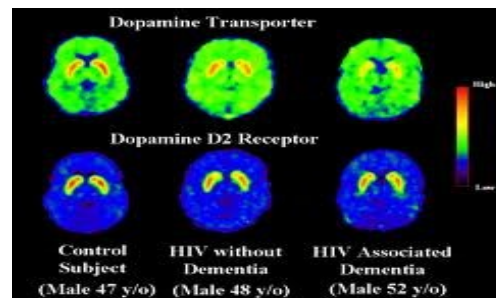 Dopamine Transporter
High
Dopamine D2 Receptor
Low
Control
Subject
(Male 47 y/o)
HIV without
Dementia
(Male 48 y/o)
HIV Associated
Dementia
(Male 52 y/o)